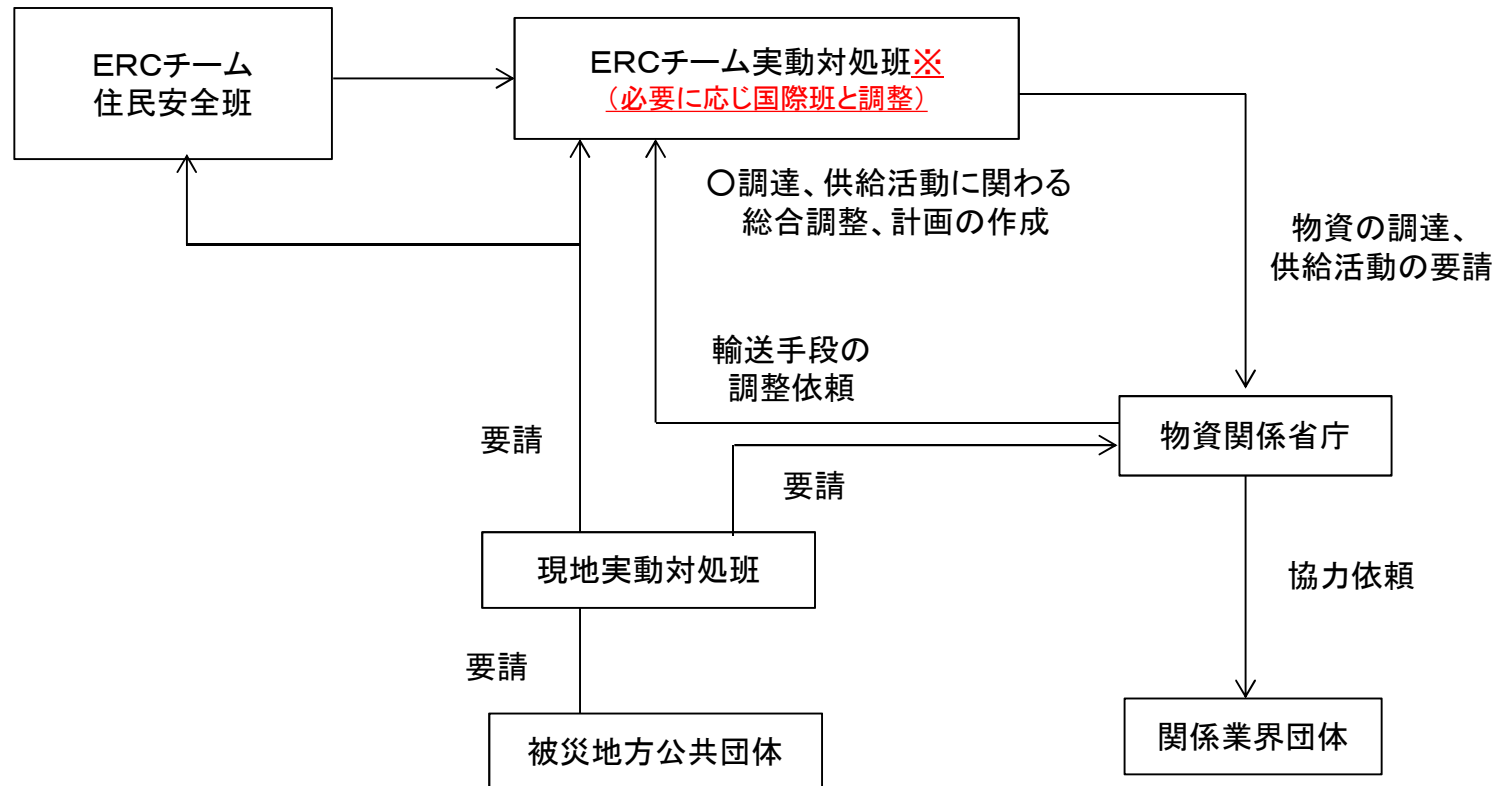 ERCチーム
住民安全班
ERCチーム実動対処班※
（必要に応じ国際班と調整）
〇調達、供給活動に関わる
総合調整、計画の作成
物資の調達、
供給活動の要請
輸送手段の
調整依頼
物資関係省庁
要請
要請
現地実動対処班
協力依頼
要請
被災地方公共団体
関係業界団体